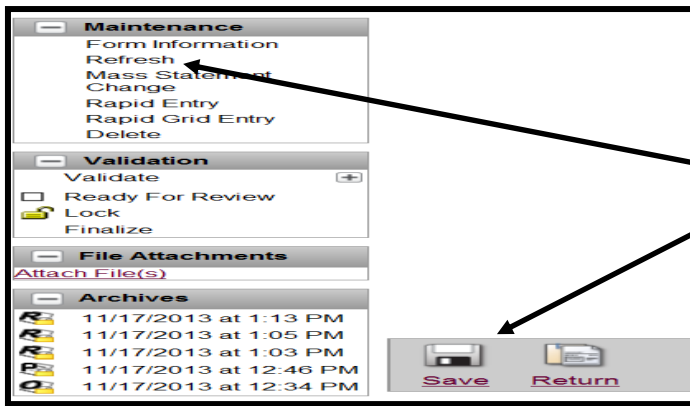 Maintenance
Form Information
Refresh
Mass Statement
Change
Rapid Entry
Rapid Grid Entry
Delete
Validation
Validate
Ready For Review
Lock
Finalize
File Attachments
Attach File(s)
Archives
R 11/17/2013 at 1:13 PM
R 11/17/2013 at 1:05 PM
R 11/17/2013 at 1:03 PM
P 11/17/2013 at 12:46 PM
O 11/17/2013 at 12:34 PM
Save Return